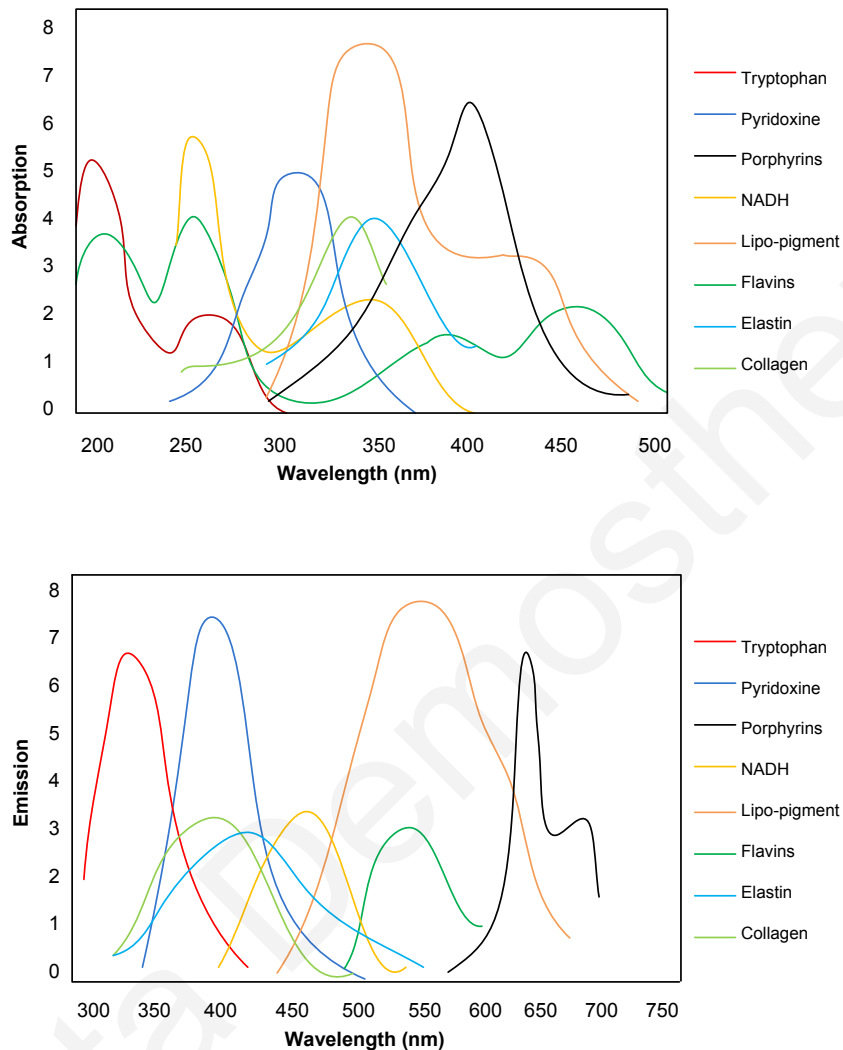 8
7
6
5
4
3
2
1
0
Absorption
200 250 300 350 400 450 500
Wavelength (nm)
Tryptophan
Pyridoxine
Porphyrins
NADH
Lipo-pigment
Flavins
Elastin
Collagen
8
7
6
5
4
3
2
1
0
Emission
300 350 400 450 500 550 600 650 700 750
Wavelength (nm)
Tryptophan
Pyridoxine
Porphyrins
NADH
Lipo-pigment
Flavins
Elastin
Collagen